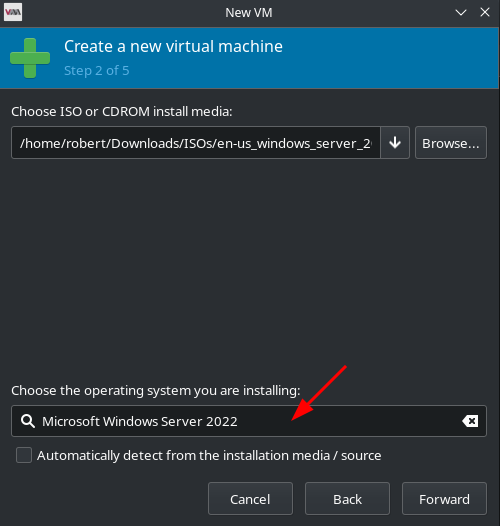 New VM
Create a new virtual machine
Step 2 of 5
Choose ISO or CDROM install media:
/home/robert/Downloads/ISOs/en-us_windows_server_2
Browse...
Choose the operating system you are installing:
Microsoft Windows Server 2022
Automatically detect from the installation media / source
Cancel Back Forward